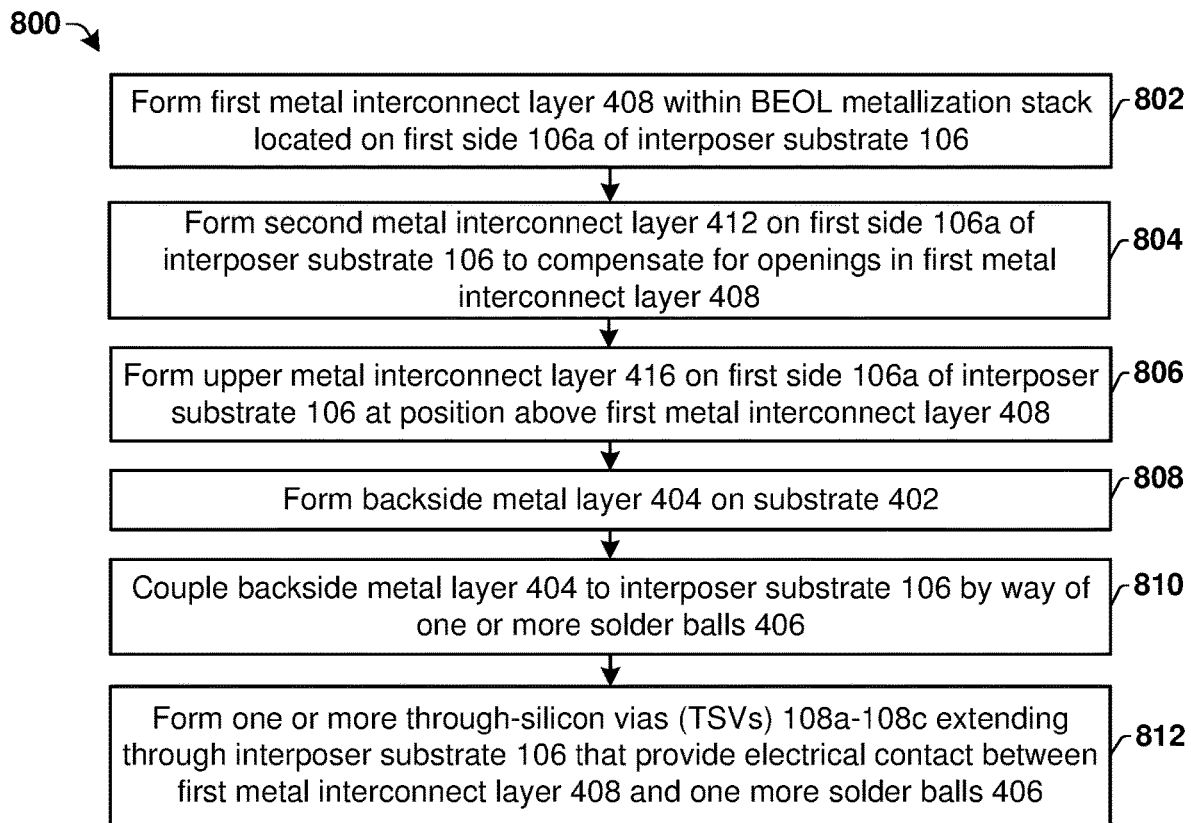 800
Form first metal interconnect layer 408 within BEOL metallization stack
located on first side 106a of interposer substrate 106
802
Form second metal interconnect layer 412 on first side 106a of
interposer substrate 106 to compensate for openings in first metal
interconnect layer 408
804
Form upper metal interconnect layer 416 on first side 106a of interposer
substrate 106 at position above first metal interconnect layer 408
806
Form backside metal layer 404 on substrate 402
808
Couple backside metal layer 404 to interposer substrate 106 by way of
one or more solder balls 406
810
Form one or more through-silicon vias (TSVs) 108a-108c extending
through interposer substrate 106 that provide electrical contact between
first metal interconnect layer 408 and one more solder balls 406
812